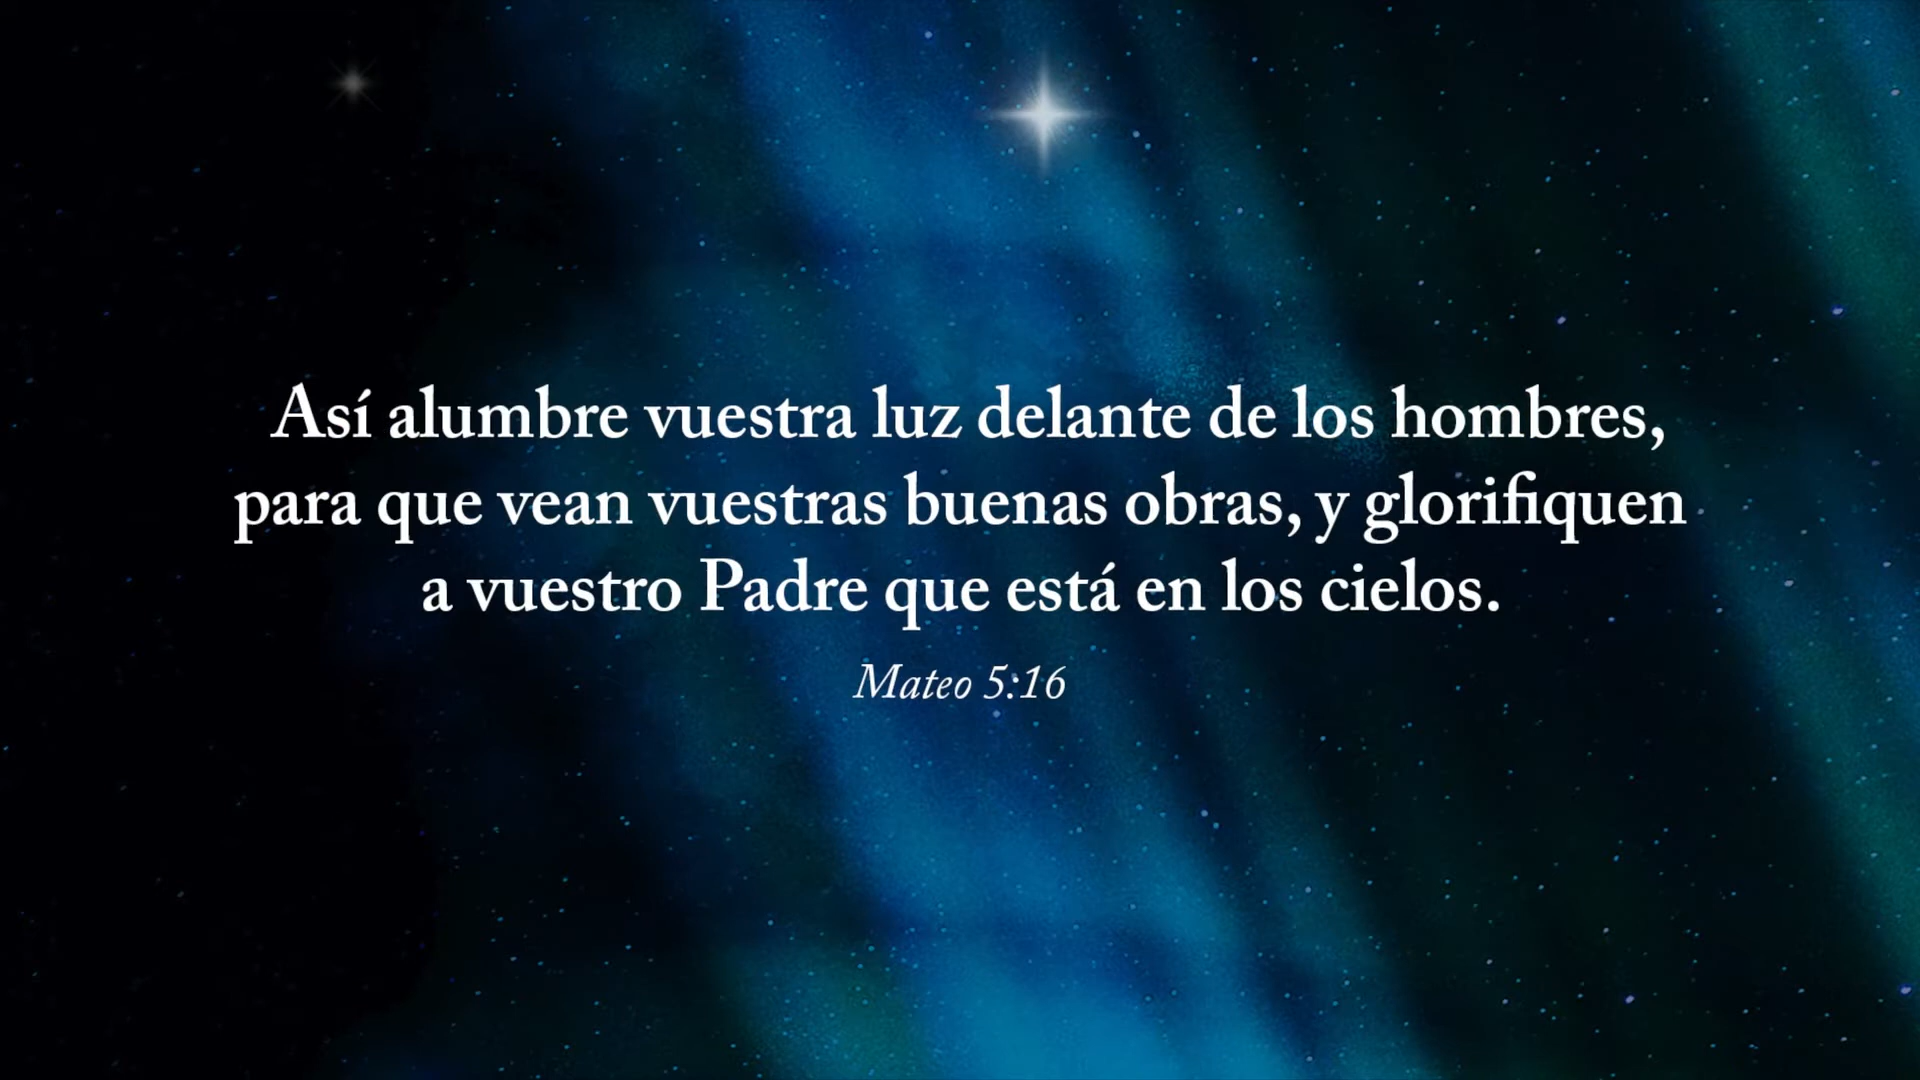 Así alumbre vuestra luz delante de los hombres,
para que vean vuestras buenas obras, y glorifiquen
a vuestro Padre que está en los cielos.
Mateo 5:16